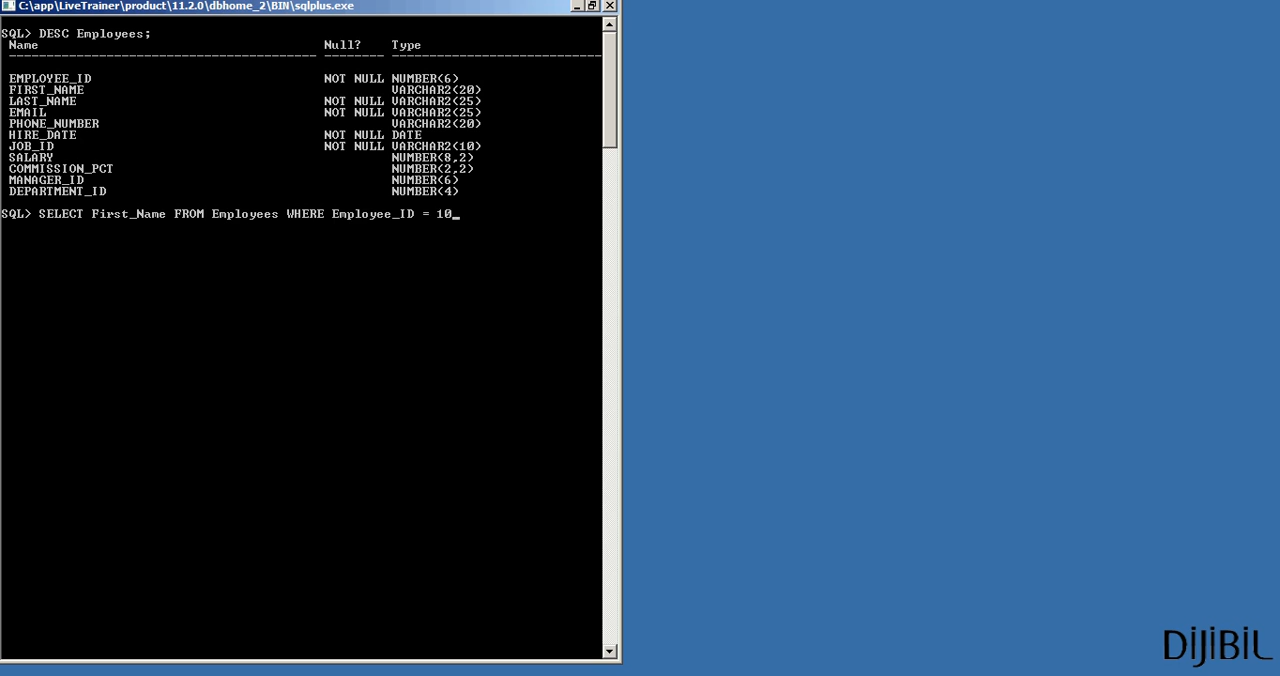 C:\app\LiveTrainer\product\11.2.0\dbhome_2\BIN\sqlplus.exe
SQL> DESC Employees;
Name Null? Type
----------------------------------------- -------- ----------------------------
EMPLOYEE_ID NOT NULL NUMBER(6)
FIRST_NAME VARCHAR2(20)
LAST_NAME NOT NULL VARCHAR2(25)
EMAIL NOT NULL VARCHAR2(25)
PHONE_NUMBER VARCHAR2(20)
HIRE_DATE NOT NULL DATE
JOB_ID NOT NULL VARCHAR2(10)
SALARY NUMBER(8,2)
COMMISSION_PCT NUMBER(2,2)
MANAGER_ID NUMBER(6)
DEPARTMENT_ID NUMBER(4)
SQL> SELECT First_Name FROM Employees WHERE Employee_ID = 10_
DiJiBiL